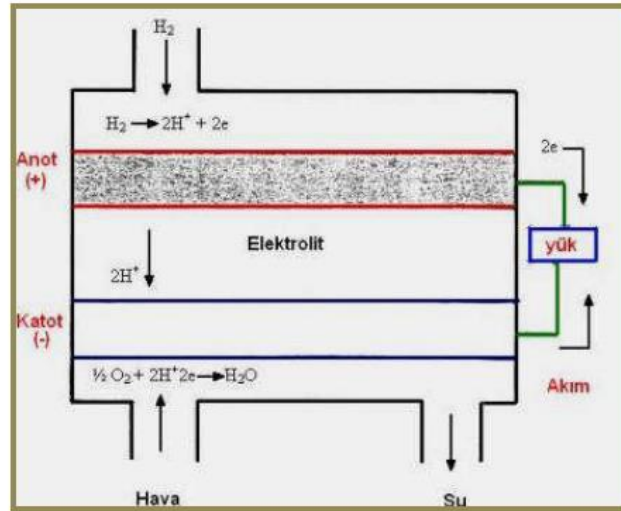 H₂
H₂ → 2H⁺ + 2e
Anot
(+)
2e
Elektrolit
yük
2H⁺
Katot
(-)
½ O₂ + 2H⁺2e → H₂O
Akım
Hava
Su